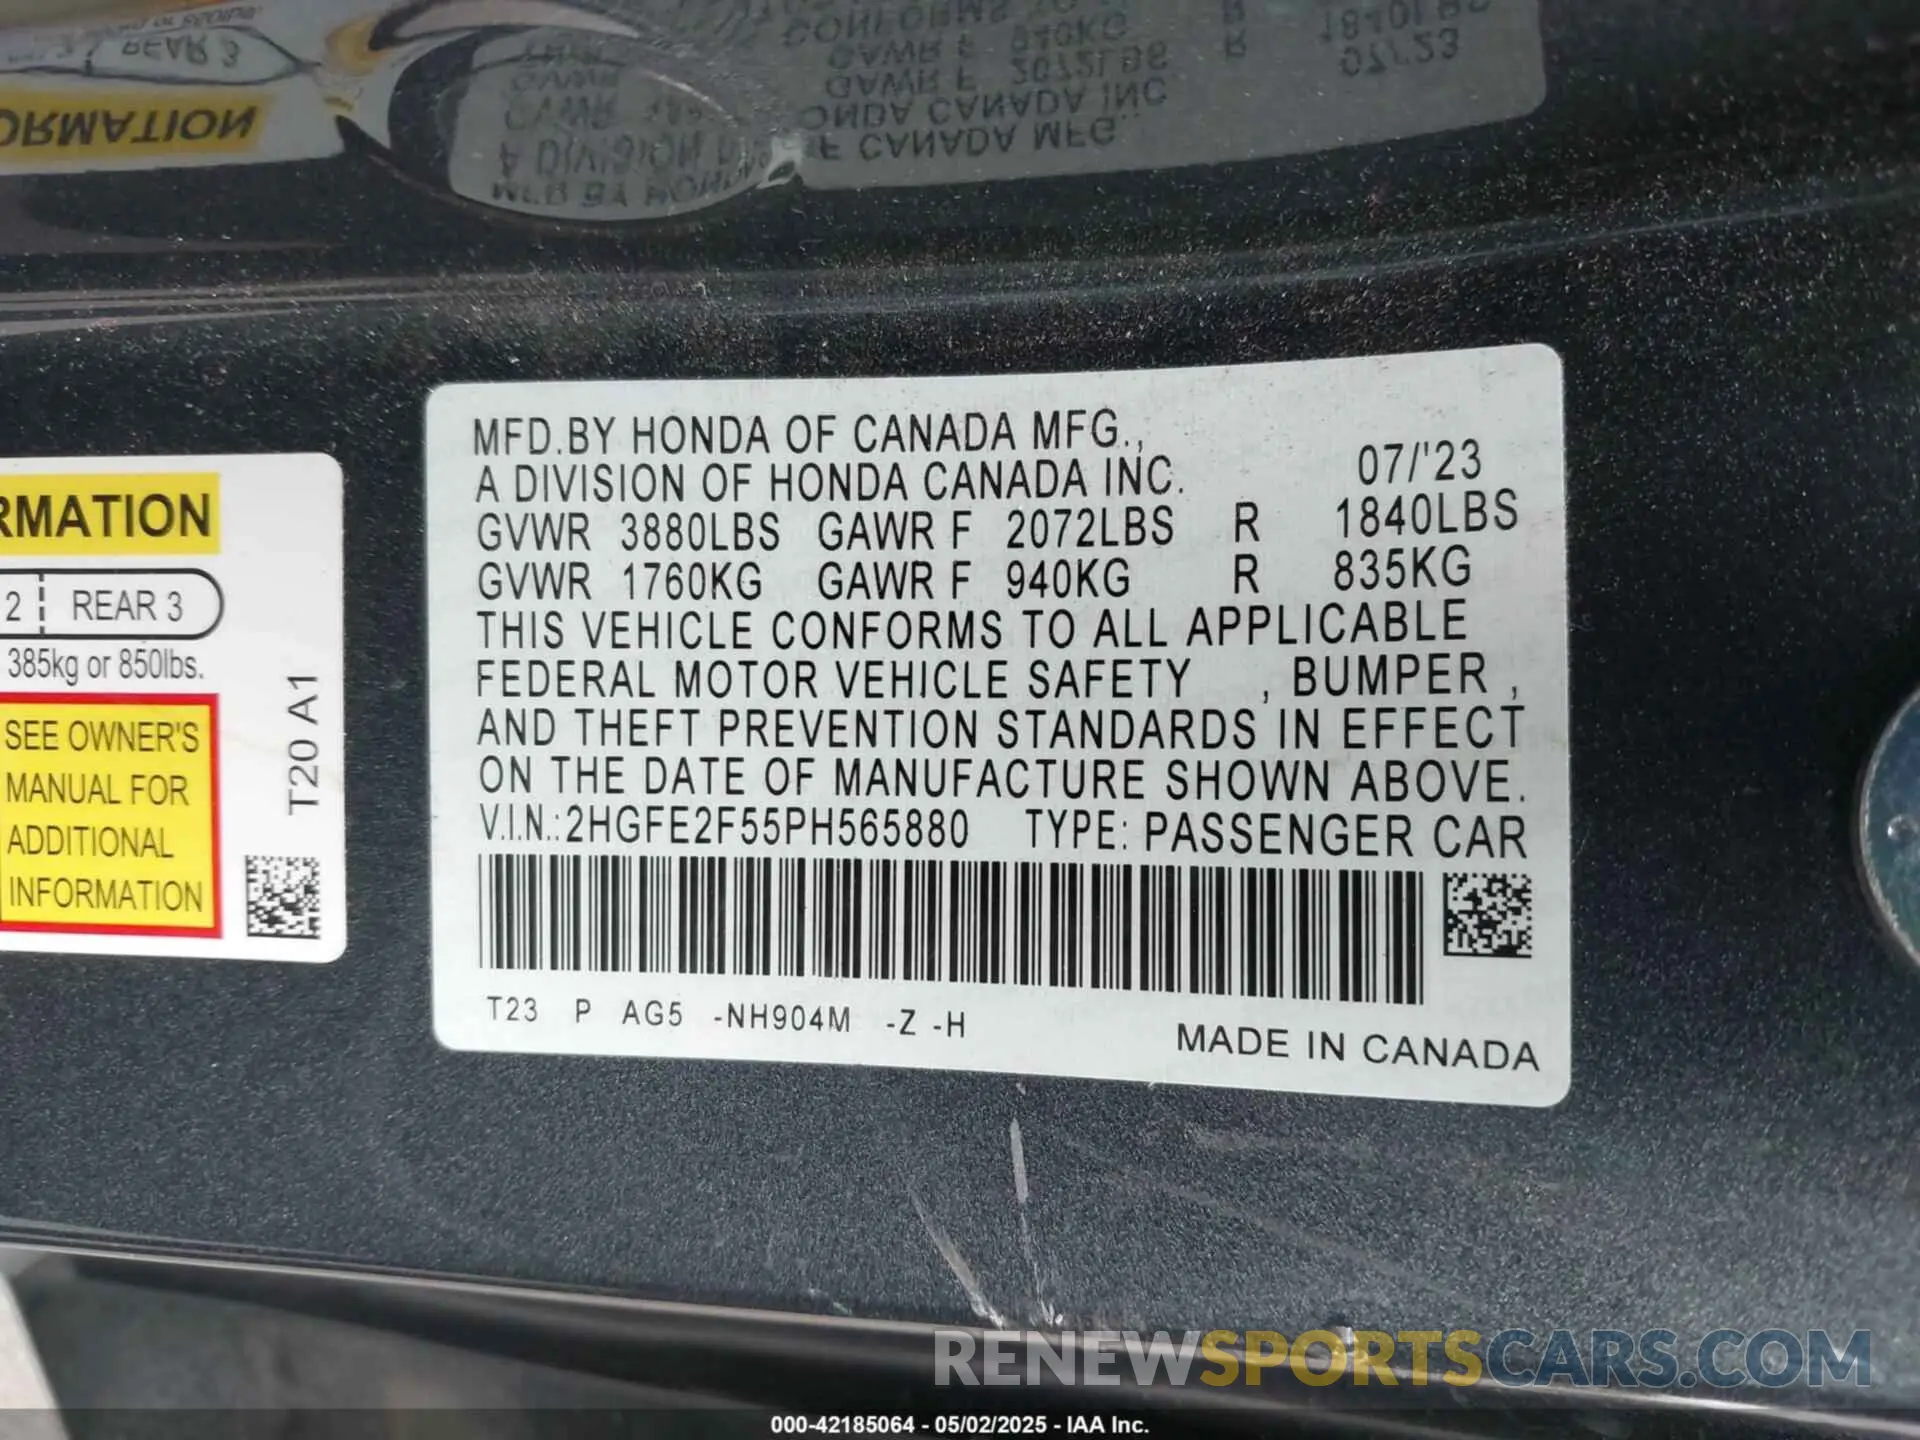 RMATION
2 REAR 3
385kg or 850lbs.
SEE OWNER'S
MANUAL FOR
ADDITIONAL
INFORMATION
T20 A1
MFD.BY HONDA OF CANADA MFG.,
A DIVISION OF HONDA CANADA INC. 07/'23
GVWR 3880LBS GAWR F 2072LBS R 1840LBS
GVWR 1760KG GAWR F 940KG R 835KG
THIS VEHICLE CONFORMS TO ALL APPLICABLE
FEDERAL MOTOR VEHICLE SAFETY , BUMPER ,
AND THEFT PREVENTION STANDARDS IN EFFECT
ON THE DATE OF MANUFACTURE SHOWN ABOVE.
V.I.N.:2HGFE2F55PH565880 TYPE: PASSENGER CAR
T23 P AG5 -NH904M -Z -H
MADE IN CANADA
RENEWSPORTSCARS.COM
000-42185064 - 05/02/2025 - IAA Inc.